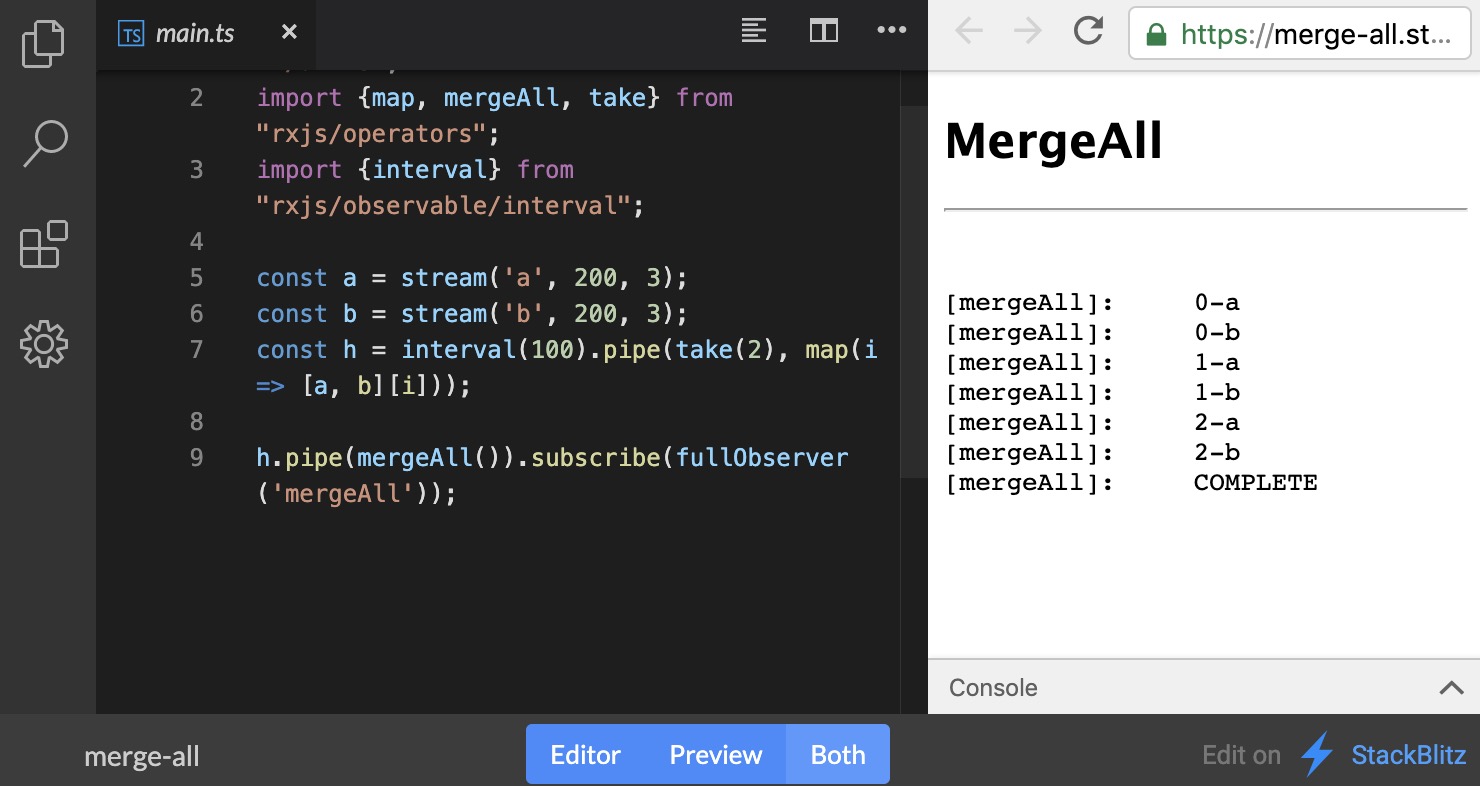 main.ts
https://merge-all.st...
2 import {map, mergeAll, take} from
"rxjs/operators";
3 import {interval} from
"rxjs/observable/interval";
4
5 const a = stream('a', 200, 3);
6 const b = stream('b', 200, 3);
7 const h = interval(100).pipe(take(2), map(i
=> [a, b][i]));
8
9 h.pipe(mergeAll()).subscribe(fullObserver
('mergeAll'));
MergeAll
[mergeAll]: 0-a
[mergeAll]: 0-b
[mergeAll]: 1-a
[mergeAll]: 1-b
[mergeAll]: 2-a
[mergeAll]: 2-b
[mergeAll]: COMPLETE
Console
merge-all
Editor Preview Both
Edit on StackBlitz